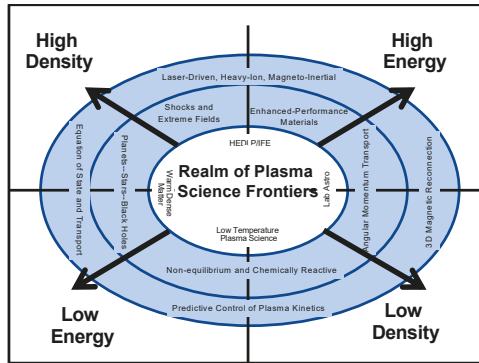 High
Density
High
Energy
Laser-Driven, Heavy-Ion, Magneto-Inertial
Shocks and
Extreme Fields
Enhanced-Performance
Materials
HEDLP/IFE
Equation of State and Transport
Planets–Stars–Black Holes
Warm Dense
Matter
Realm of Plasma
Science Frontiers
Lab Astro
Angular Momentum Transport
3D Magnetic Reconnection
Low Temperature
Plasma Science
Non-equilibrium and Chemically Reactive
Predictive Control of Plasma Kinetics
Low
Energy
Low
Density